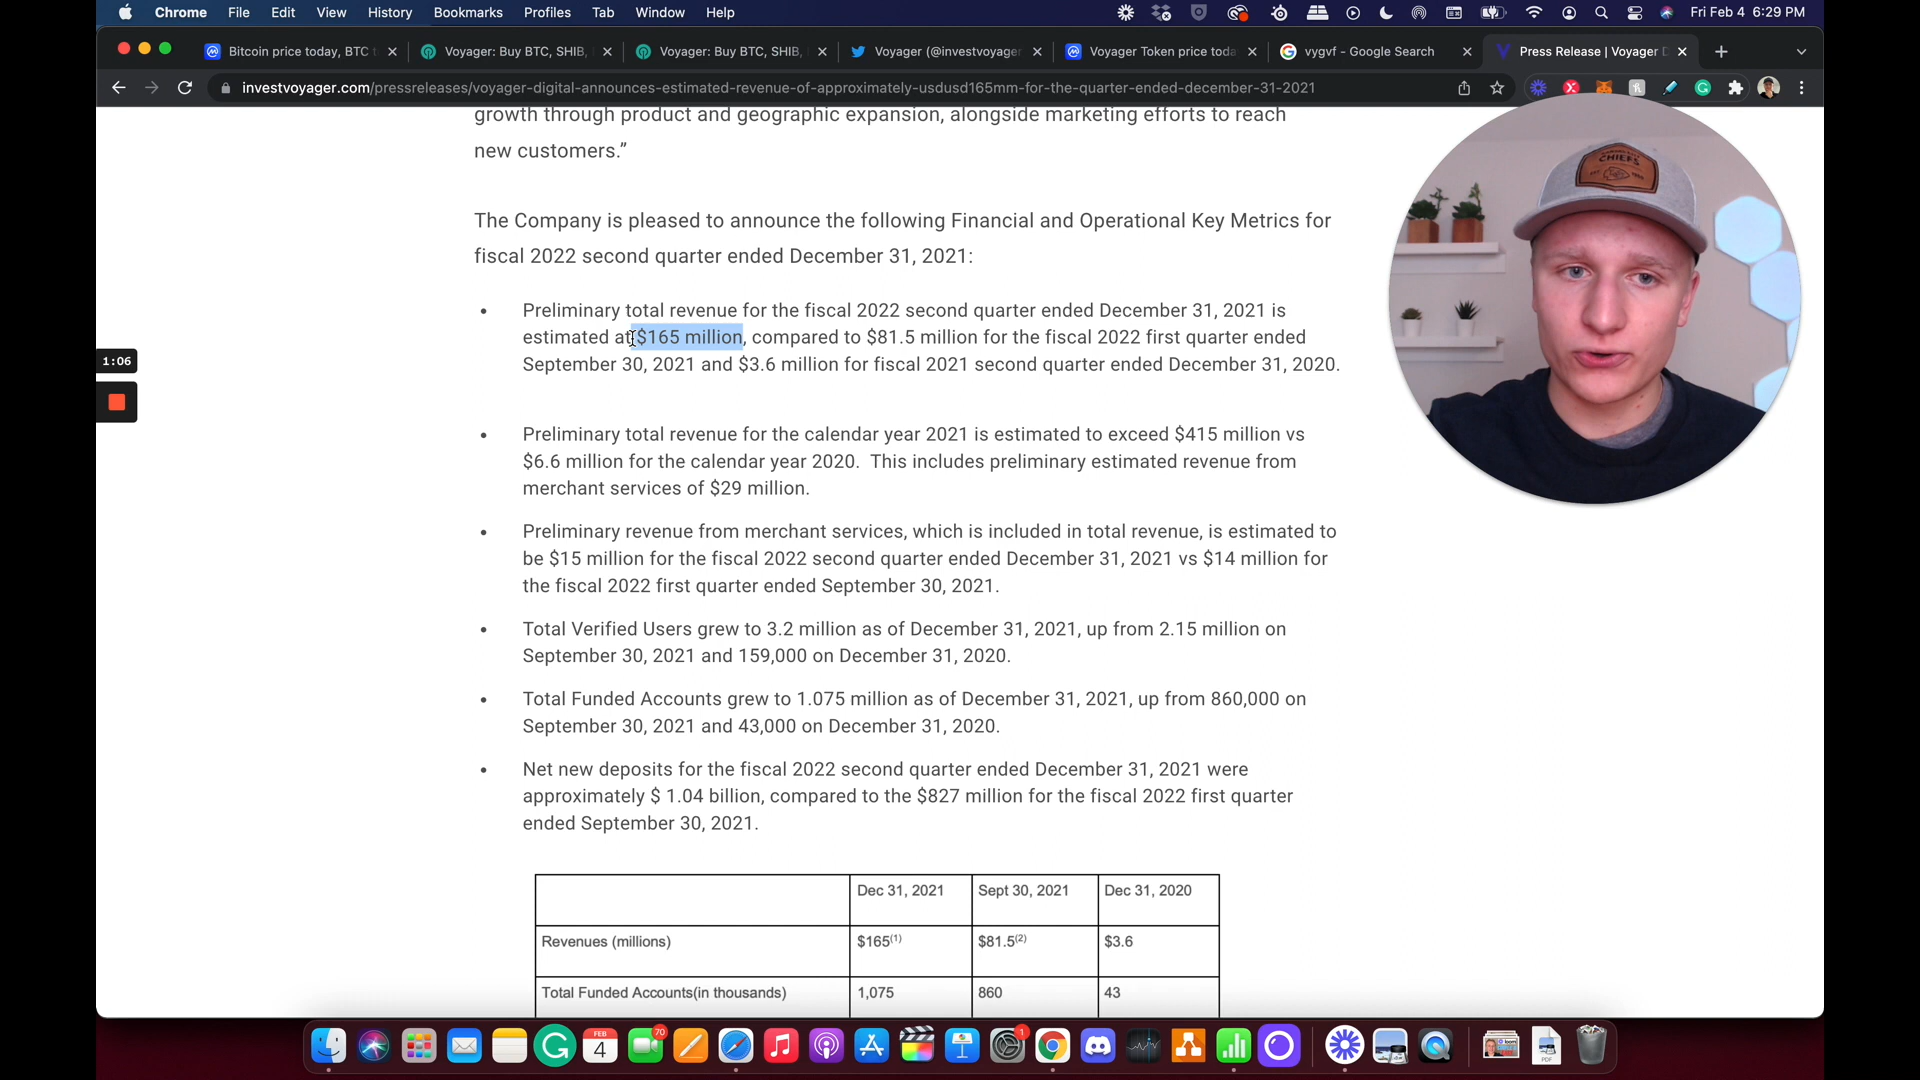 Chrome File Edit View History Bookmarks Profiles Tab Window Help Fri Feb 4 6:29 PM
Bitcoin price today, BTC Voyager: Buy BTC, SHIB, Voyager: Buy BTC, SHIB, Voyager (@investvoyager Voyager Token price toda vygvf - Google Search Press Release | Voyager D
investvoyager.com/pressreleases/voyager-digital-announces-estimated-revenue-of-approximately-usdusd165mm-for-the-quarter-ended-december-31-2021
growth through product and geographic expansion, alongside marketing efforts to reach
new customers.”
The Company is pleased to announce the following Financial and Operational Key Metrics for
fiscal 2022 second quarter ended December 31, 2021:
• Preliminary total revenue for the fiscal 2022 second quarter ended December 31, 2021 is
estimated at $165 million, compared to $81.5 million for the fiscal 2022 first quarter ended
September 30, 2021 and $3.6 million for fiscal 2021 second quarter ended December 31, 2020.
1:06
• Preliminary total revenue for the calendar year 2021 is estimated to exceed $415 million vs
$6.6 million for the calendar year 2020. This includes preliminary estimated revenue from
merchant services of $29 million.
• Preliminary revenue from merchant services, which is included in total revenue, is estimated to
be $15 million for the fiscal 2022 second quarter ended December 31, 2021 vs $14 million for
the fiscal 2022 first quarter ended September 30, 2021.
• Total Verified Users grew to 3.2 million as of December 31, 2021, up from 2.15 million on
September 30, 2021 and 159,000 on December 31, 2020.
• Total Funded Accounts grew to 1.075 million as of December 31, 2021, up from 860,000 on
September 30, 2021 and 43,000 on December 31, 2020.
• Net new deposits for the fiscal 2022 second quarter ended December 31, 2021 were
approximately $ 1.04 billion, compared to the $827 million for the fiscal 2022 first quarter
ended September 30, 2021.
Dec 31, 2021 Sept 30, 2021 Dec 31, 2020
Revenues (millions) $165(1) $81.5(2) $3.6
Total Funded Accounts(in thousands) 1,075 860 43
CHIEFS
FEB
4
70
1